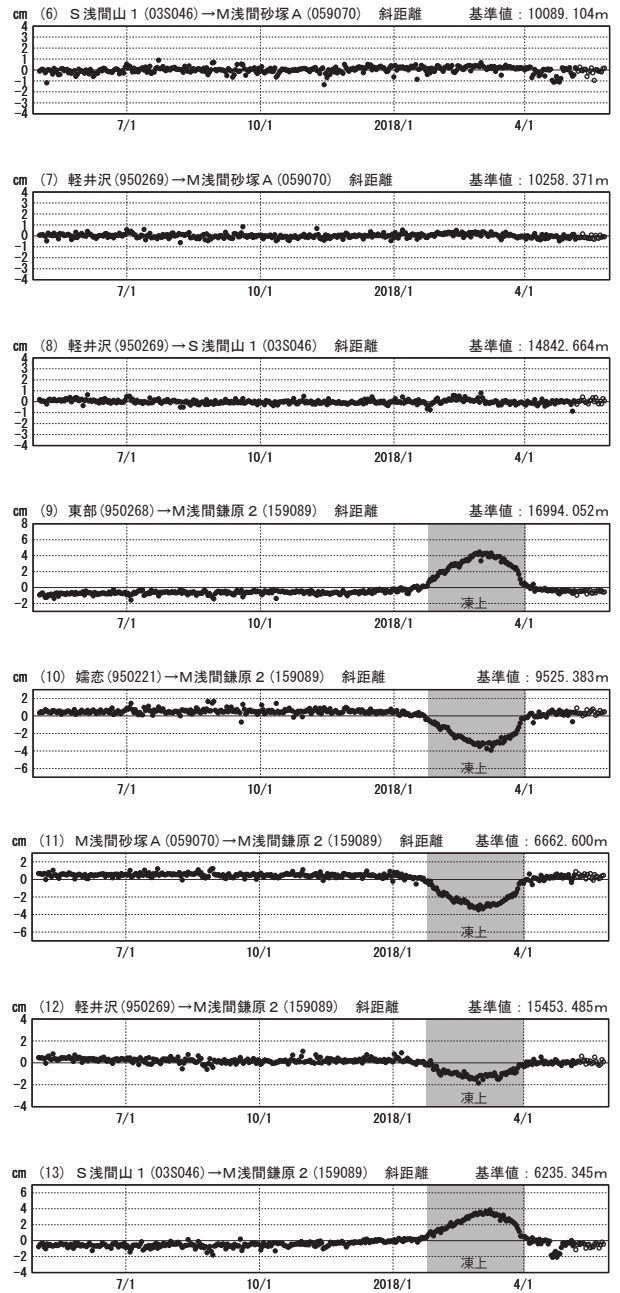 cm (6) S浅間山1(03S046)→M浅間砂塚A(059070) 斜距離 基準値:10089.104m
4
3
2
1
0
-1
-2
-3
-4
7/1 10/1 2018/1 4/1
cm (7) 軽井沢(950269)→M浅間砂塚A(059070) 斜距離 基準値:10258.371m
4
3
2
1
0
-1
-2
-3
-4
7/1 10/1 2018/1 4/1
cm (8) 軽井沢(950269)→S浅間山1(03S046) 斜距離 基準値:14842.664m
4
3
2
1
0
-1
-2
-3
-4
7/1 10/1 2018/1 4/1
cm (9) 東部(950268)→M浅間鎌原2(159089) 斜距離 基準値:16994.052m
8
6
4
2
0
-2
凍上
7/1 10/1 2018/1 4/1
cm (10) 嬬恋(950221)→M浅間鎌原2(159089) 斜距離 基準値:9525.383m
2
0
-2
-4
-6
凍上
7/1 10/1 2018/1 4/1
cm (11) M浅間砂塚A(059070)→M浅間鎌原2(159089) 斜距離 基準値:6662.600m
2
0
-2
-4
-6
凍上
7/1 10/1 2018/1 4/1
cm (12) 軽井沢(950269)→M浅間鎌原2(159089) 斜距離 基準値:15453.485m
4
2
0
-2
-4
凍上
7/1 10/1 2018/1 4/1
cm (13) S浅間山1(03S046)→M浅間鎌原2(159089) 斜距離 基準値:6235.345m
6
4
2
0
-2
-4
凍上
7/1 10/1 2018/1 4/1